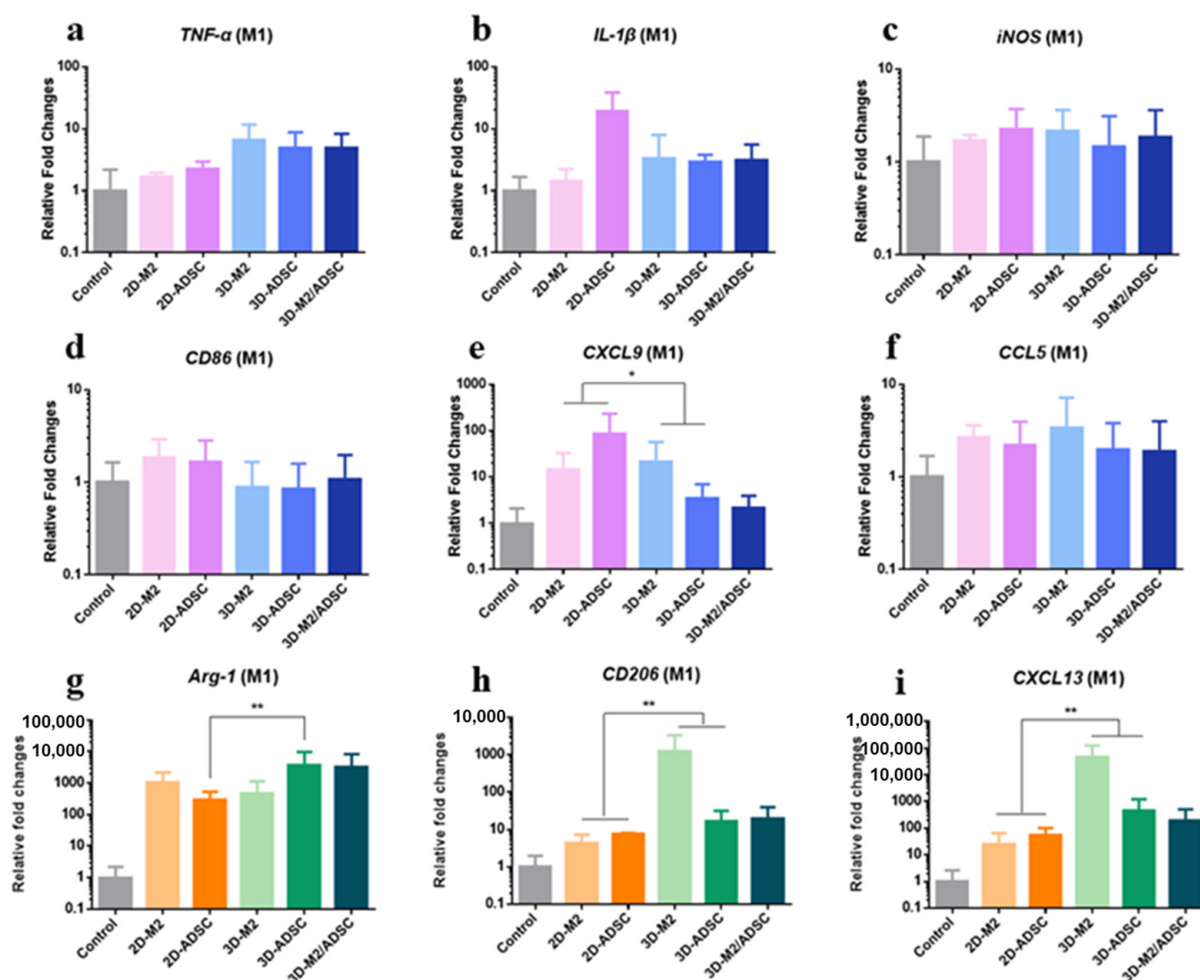 a
TNF-α (M1)
Relative Fold Changes
100
10
1
0.1
Control
2D-M2
2D-ADSC
3D-M2
3D-ADSC
3D-M2/ADSC
b
IL-1β (M1)
Relative Fold Changes
100
10
1
0.1
Control
2D-M2
2D-ADSC
3D-M2
3D-ADSC
3D-M2/ADSC
c
iNOS (M1)
Relative Fold Changes
10
1
0.1
Control
2D-M2
2D-ADSC
3D-M2
3D-ADSC
3D-M2/ADSC
d
CD86 (M1)
Relative Fold Changes
10
1
0.1
Control
2D-M2
2D-ADSC
3D-M2
3D-ADSC
3D-M2/ADSC
e
CXCL9 (M1)
Relative Fold Changes
1000
100
10
1
0.1
*
Control
2D-M2
2D-ADSC
3D-M2
3D-ADSC
3D-M2/ADSC
f
CCL5 (M1)
Relative Fold Changes
10
1
0.1
Control
2D-M2
2D-ADSC
3D-M2
3D-ADSC
3D-M2/ADSC
g
Arg-1 (M1)
Relative fold changes
100,000
10,000
1000
100
10
1
0.1
**
Control
2D-M2
2D-ADSC
3D-M2
3D-ADSC
3D-M2/ADSC
h
CD206 (M1)
Relative fold changes
10,000
1000
100
10
1
0.1
**
Control
2D-M2
2D-ADSC
3D-M2
3D-ADSC
3D-M2/ADSC
i
CXCL13 (M1)
Relative fold changes
1,000,000
100,000
10,000
1000
100
10
1
0.1
**
Control
2D-M2
2D-ADSC
3D-M2
3D-ADSC
3D-M2/ADSC